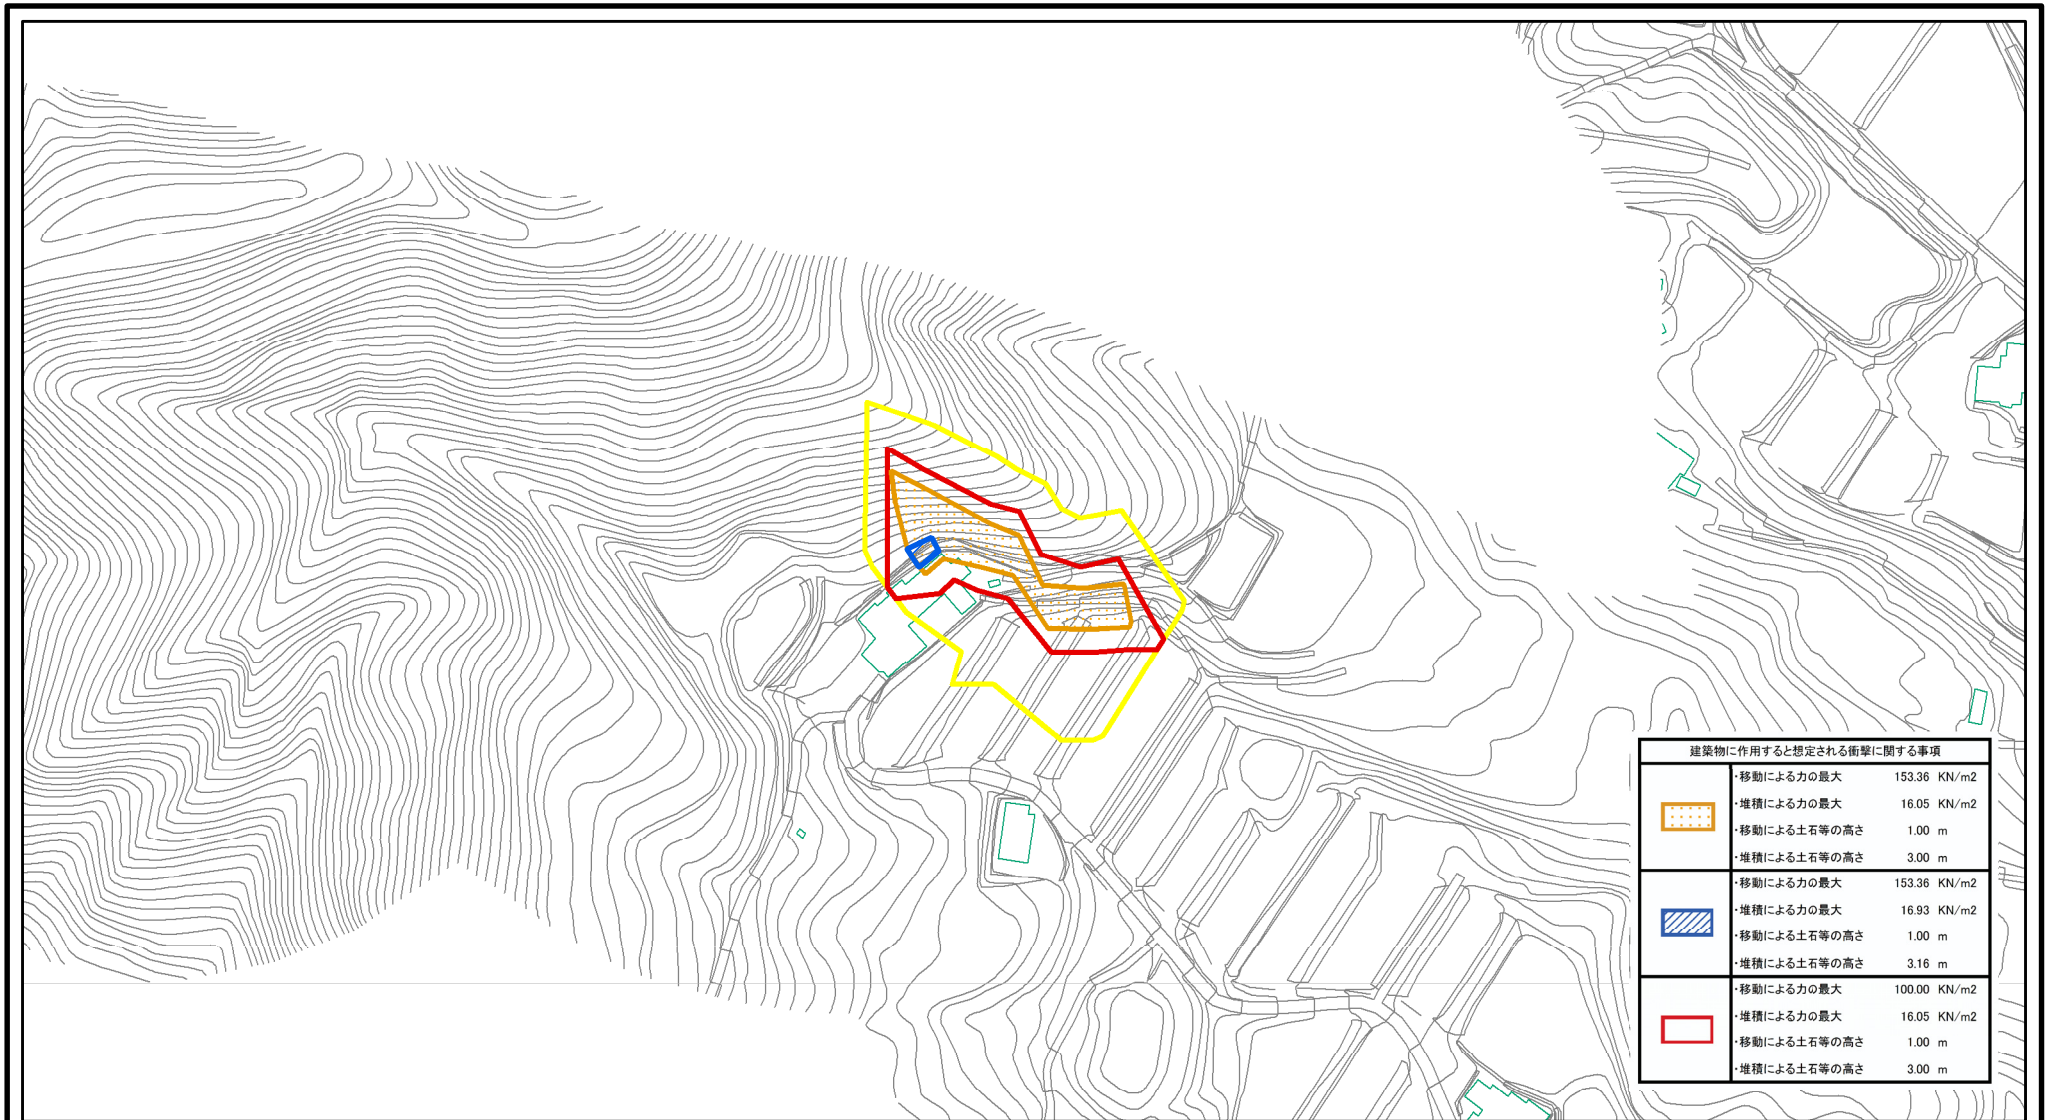 建築物に作用すると想定される衝撃に関する事項
・移動による力の最大 153.36 KN/m2
・堆積による力の最大 16.05 KN/m2
・移動による土石等の高さ 1.00 m
・堆積による土石等の高さ 3.00 m
・移動による力の最大 153.36 KN/m2
・堆積による力の最大 16.93 KN/m2
・移動による土石等の高さ 1.00 m
・堆積による土石等の高さ 3.16 m
・移動による力の最大 100.00 KN/m2
・堆積による力の最大 16.05 KN/m2
・移動による土石等の高さ 1.00 m
・堆積による土石等の高さ 3.00 m